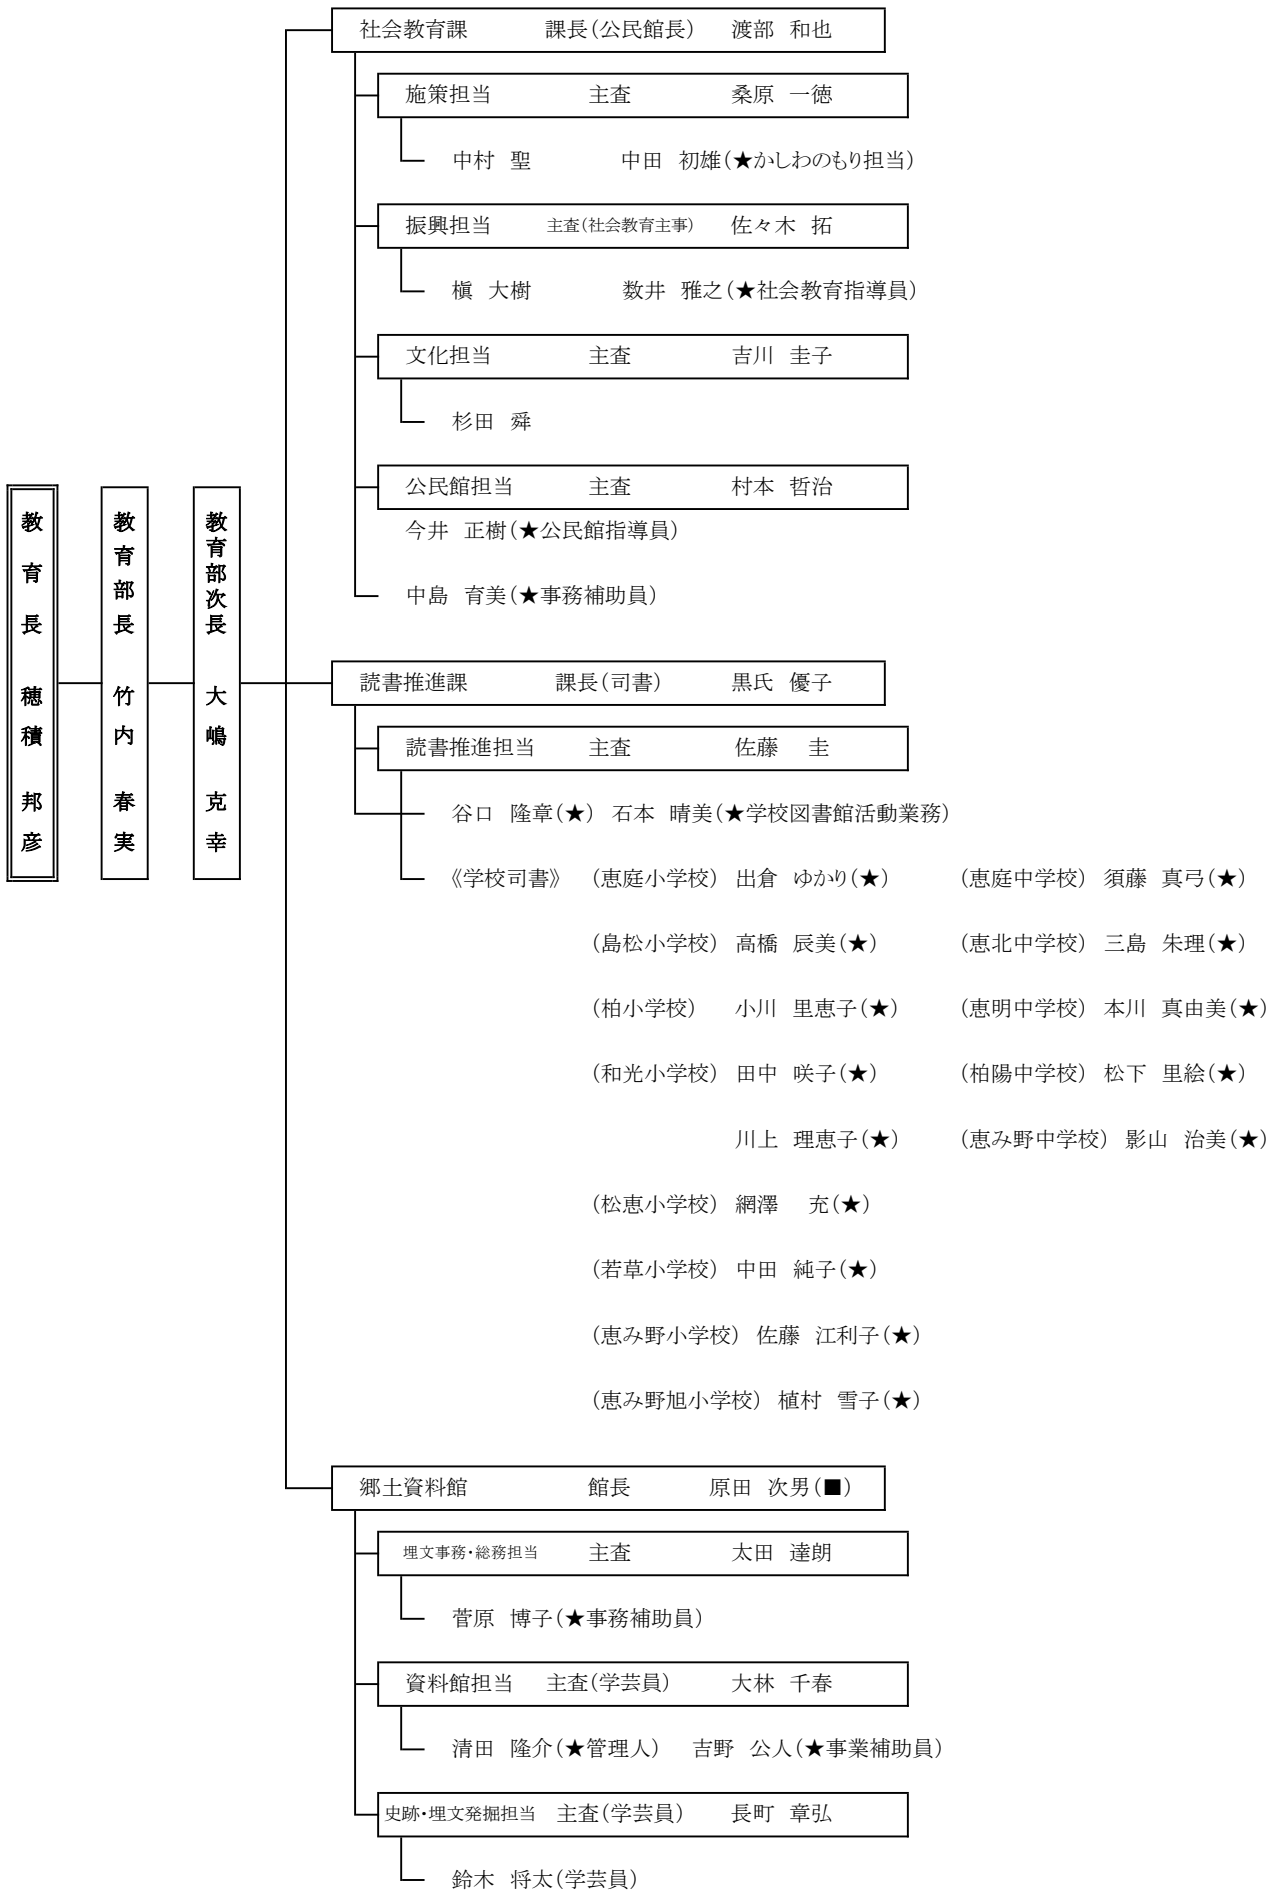 教育長 穂積 邦彦
教育部長 竹内 春実
教育部次長 大嶋 克幸
社会教育課 課長(公民館長) 渡部 和也
施策担当 主査 桑原 一徳
中村 聖 中田 初雄(★かしわのもり担当)
振興担当 主査(社会教育主事) 佐々木 拓
槇 大樹 数井 雅之(★社会教育指導員)
文化担当 主査 吉川 圭子
杉田 舜
公民館担当 主査 村本 哲治
今井 正樹(★公民館指導員)
中島 育美(★事務補助員)
読書推進課 課長(司書) 黒氏 優子
読書推進担当 主査 佐藤 圭
谷口 隆章(★) 石本 晴美(★学校図書館活動業務)
《学校司書》 (恵庭小学校) 出倉 ゆかり(★) (恵庭中学校) 須藤 真弓(★)
(島松小学校) 高橋 辰美(★) (恵北中学校) 三島 朱理(★)
(柏小学校) 小川 里恵子(★) (恵明中学校) 本川 真由美(★)
(和光小学校) 田中 咲子(★) (柏陽中学校) 松下 里絵(★)
川上 理恵子(★) (恵み野中学校) 影山 治美(★)
(松恵小学校) 網澤 充(★)
(若草小学校) 中田 純子(★)
(恵み野小学校) 佐藤 江利子(★)
(恵み野旭小学校) 植村 雪子(★)
郷土資料館 館長 原田 次男(■)
埋文事務・総務担当 主査 太田 達朗
菅原 博子(★事務補助員)
資料館担当 主査(学芸員) 大林 千春
清田 隆介(★管理人) 吉野 公人(★事業補助員)
史跡・埋文発掘担当 主査(学芸員) 長町 章弘
鈴木 将太(学芸員)